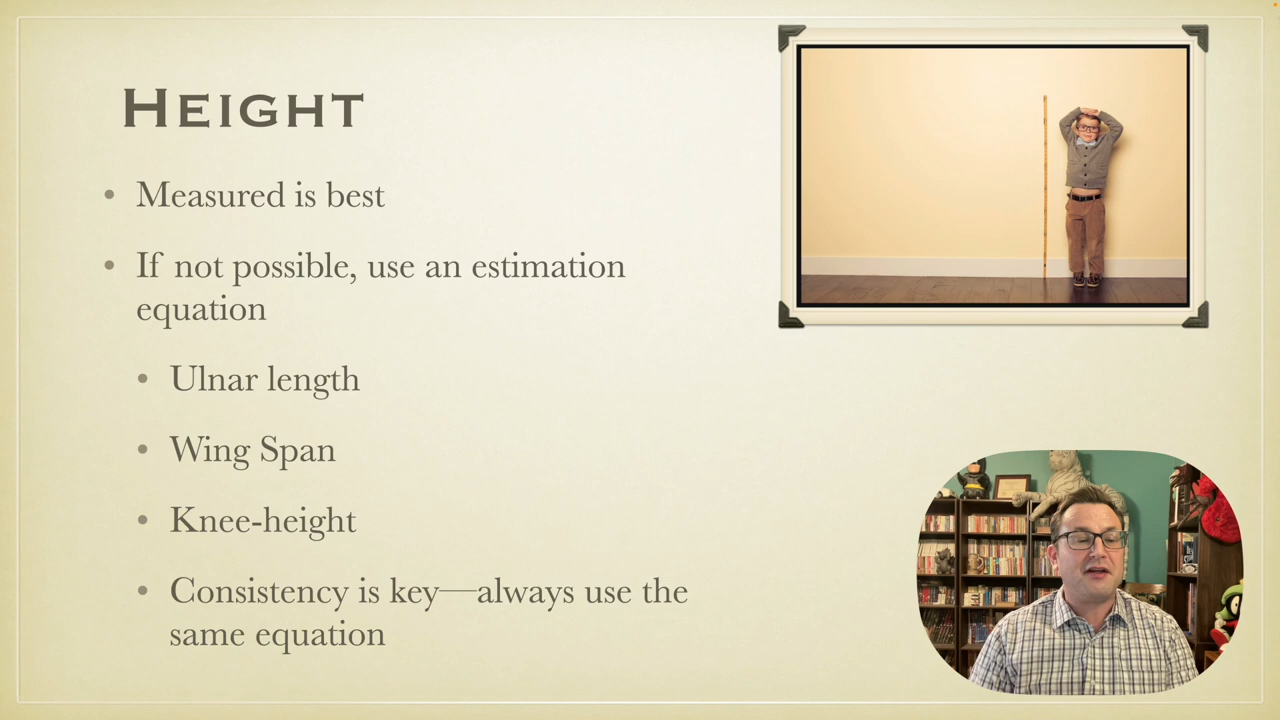 Height
• Measured is best
• If not possible, use an estimation
equation
• Ulnar length
• Wing Span
• Knee-height
• Consistency is key—always use the
same equation